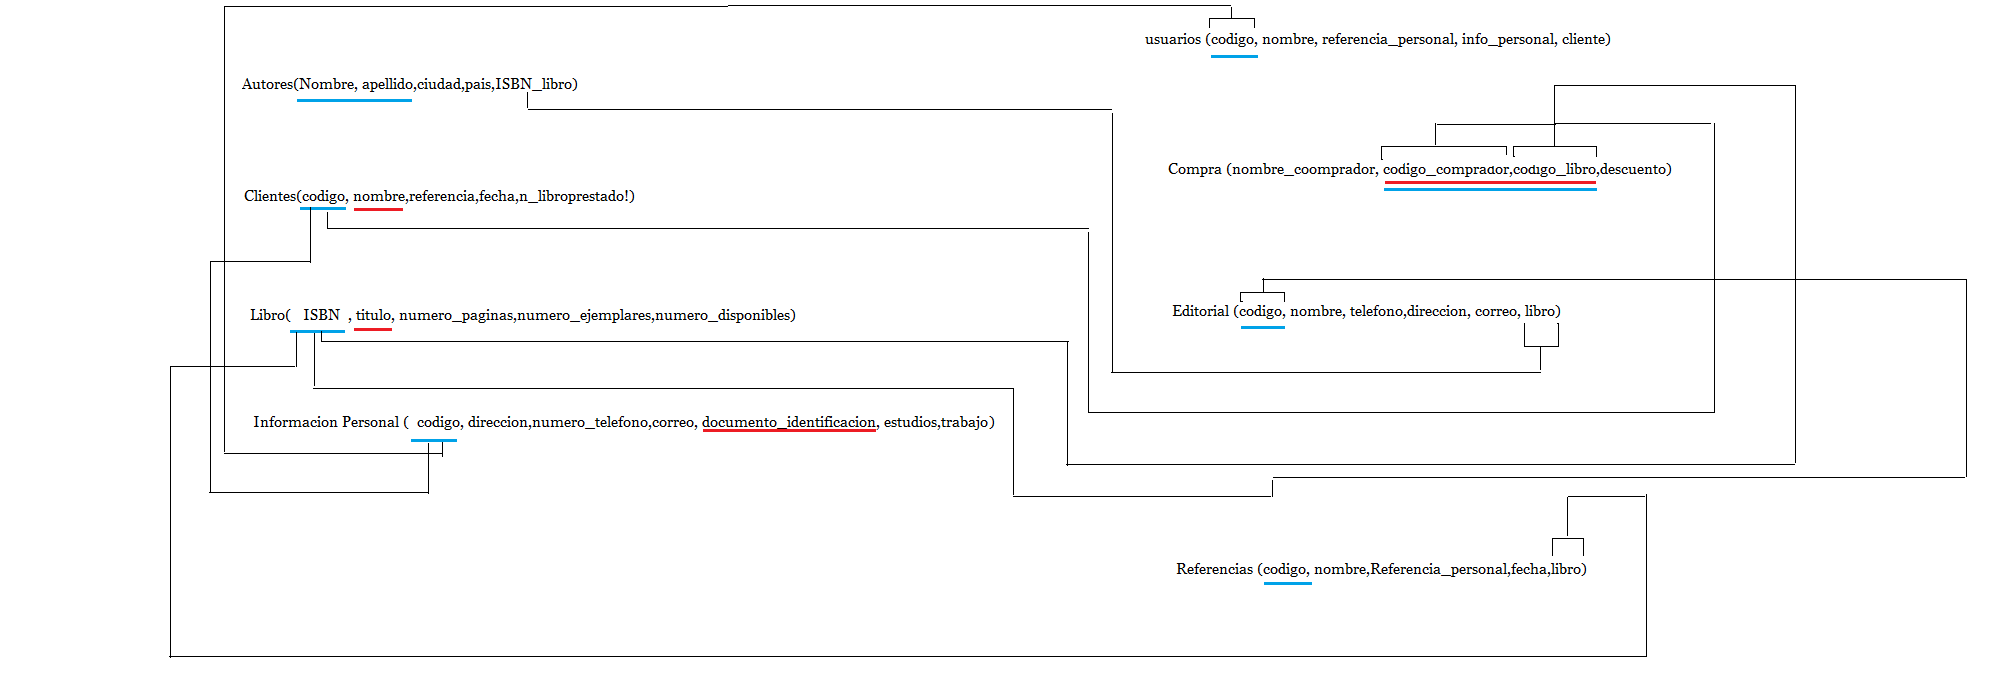 usuarios (codigo, nombre, referencia_personal, info_personal, cliente)
Autores(Nombre, apellido,ciudad,pais,ISBN_libro)
Compra (nombre_coomprador, codigo_comprador,codigo_libro,descuento)
Clientes(codigo, nombre,referencia,fecha,n_libroprestado!)
Libro( ISBN , titulo, numero_paginas,numero_ejemplares,numero_disponibles)
Editorial (codigo, nombre, telefono,direccion, correo, libro)
Informacion Personal ( codigo, direccion,numero_telefono,correo, documento_identificacion, estudios,trabajo)
Referencias (codigo, nombre,Referencia_personal,fecha,libro)